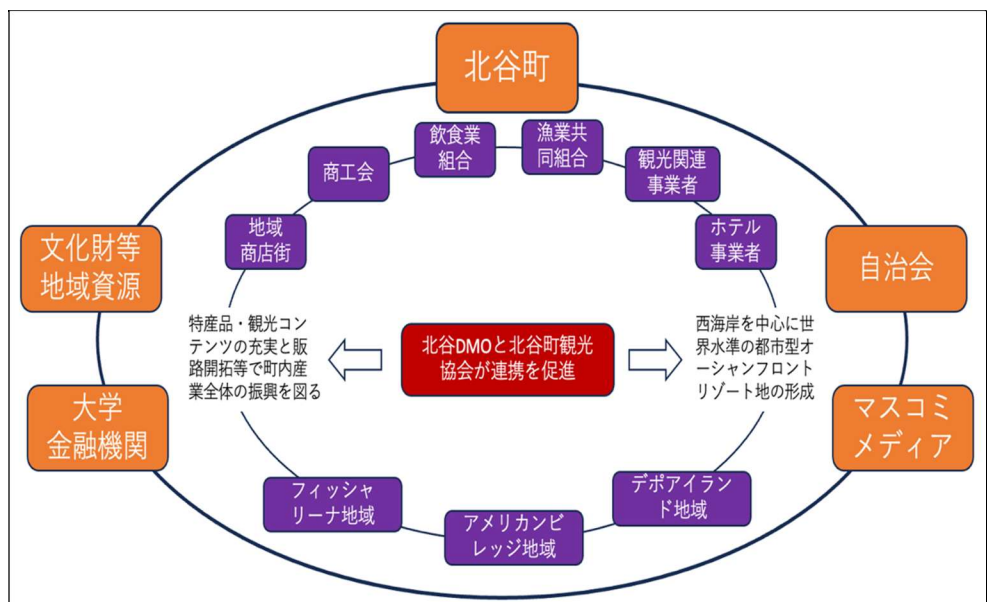 北谷町
飲食業
組合
漁業共
同組合
商工会
観光関連
事業者
地域
商店街
ホテル
事業者
文化財等
地域資源
自治会
特産品・観光コン
テンツの充実と販
路開拓等で町内産
業全体の振興を図る
北谷DMOと北谷町観光
協会が連携を促進
西海岸を中心に世
界水準の都市型オ
ーシャンフロント
リゾート地の形成
大学
金融機関
マスコミ
メディア
フィッシャ
リーナ地域
アメリカンビ
レッジ地域
デポアイラン
ド地域